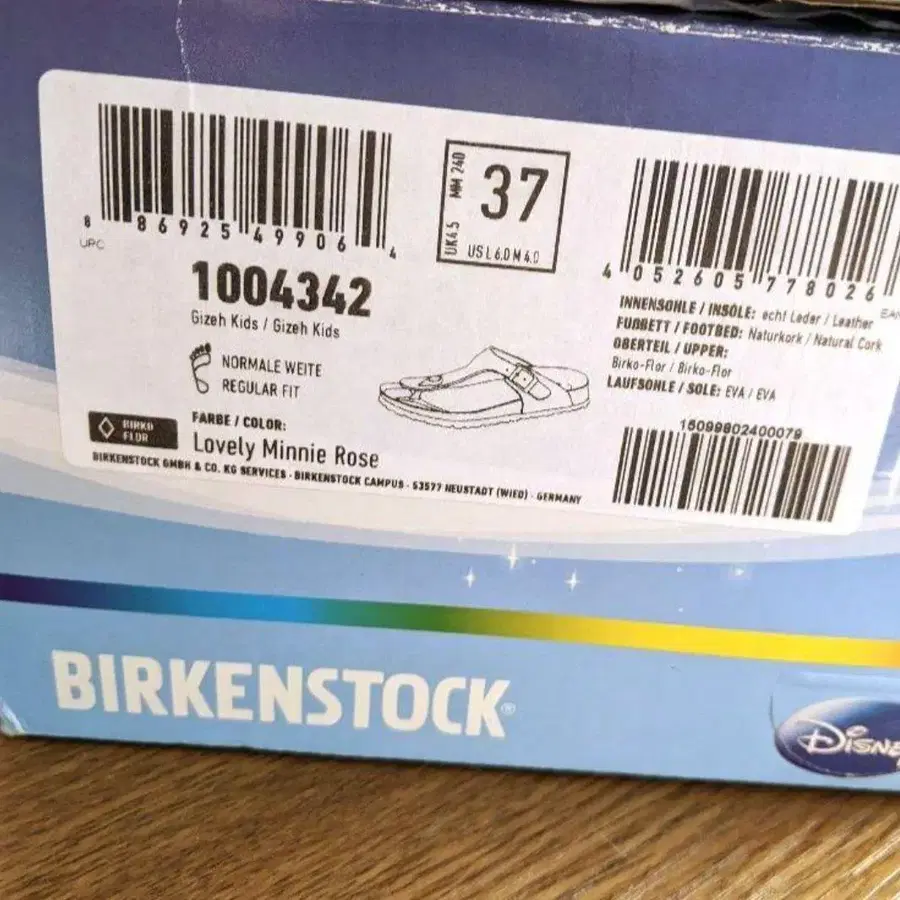 8 86925 49906 4
UPC
1004342
Gizeh Kids / Gizeh Kids
NORMALE WEITE
REGULAR FIT
BIRKO
FLOR
FARBE / COLOR:
Lovely Minnie Rose
BIRKENSTOCK GMBH & CO. KG SERVICES · BIRKENSTOCK CAMPUS · 53577 NEUSTADT (WIED) · GERMANY
UK4.5 MM 240
37
US L 6.0 M 4.0
4 052605 778026
EAN
INNENSOHLE / INSOLE: echt Leder / Leather
FUßBETT / FOOTBED: Naturkork / Natural Cork
OBERTEIL / UPPER:
Birko-Flor / Birko-Flor
LAUFSOHLE / SOLE: EVA / EVA
15099802400079
BIRKENSTOCK®
Disney